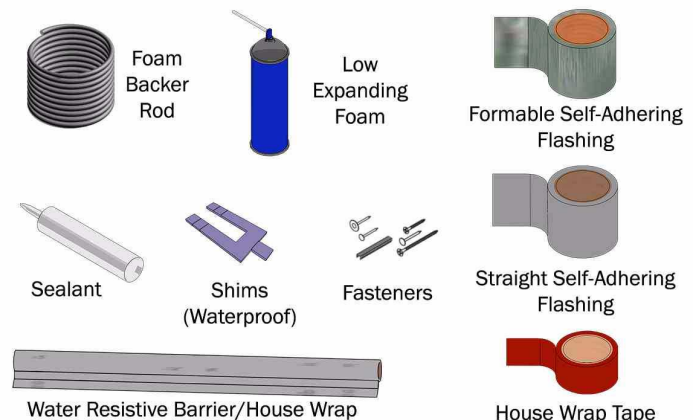 Foam
Backer
Rod
Low
Expanding
Foam
Formable Self-Adhering
Flashing
Sealant
Shims
(Waterproof)
Fasteners
Straight Self-Adhering
Flashing
Water Resistive Barrier/House Wrap
House Wrap Tape